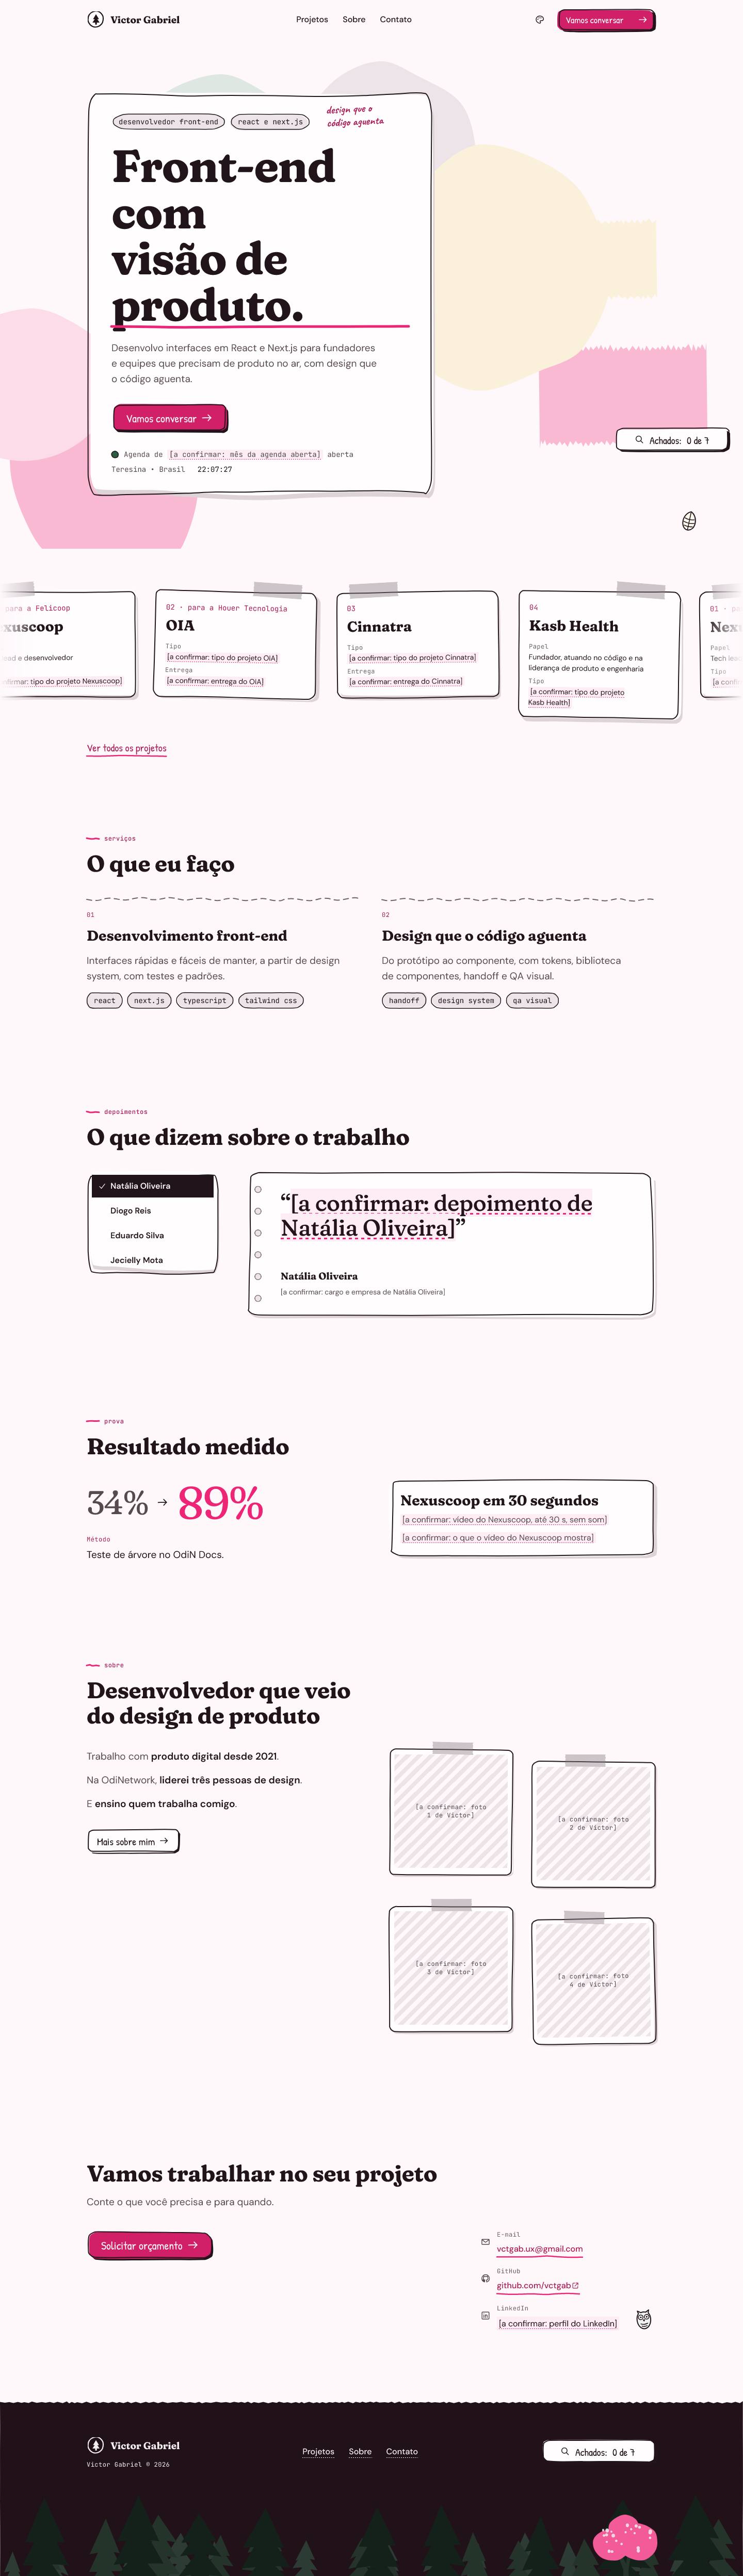 Victor Gabriel
Projetos Sobre Contato
Vamos conversar →
desenvolvedor front-end
react e next.js
design que o
código aguenta
Front-end
com
visão de
produto.
Desenvolvo interfaces em React e Next.js para fundadores
e equipes que precisam de produto no ar, com design que
o código aguenta.
Vamos conversar →
Agenda de [a confirmar: mês da agenda aberta] aberta
Teresina • Brasil 22:07:27
Achados: 0 de 7
para a Felicoop
xuscoop
ead e desenvolvedor
nfirmar: tipo do projeto Nexuscoop]
02 · para a Houer Tecnologia
OIA
Tipo
[a confirmar: tipo do projeto OiA]
Entrega
[a confirmar: entrega do OiA]
03
Cinnatra
Tipo
[a confirmar: tipo do projeto Cinnatra]
Entrega
[a confirmar: entrega do Cinnatra]
04
Kasb Health
Papel
Fundador, atuando no código e na
liderança de produto e engenharia
Tipo
[a confirmar: tipo do projeto
Kasb Health]
01 · pa
Nexu
Papel
Tech lead
Tipo
[a confi
Ver todos os projetos
serviços
O que eu faço
01
Desenvolvimento front-end
Interfaces rápidas e fáceis de manter, a partir de design
system, com testes e padrões.
react next.js typescript tailwind css
02
Design que o código aguenta
Do protótipo ao componente, com tokens, biblioteca
de componentes, handoff e QA visual.
handoff design system qa visual
depoimentos
O que dizem sobre o trabalho
Natália Oliveira
Diogo Reis
Eduardo Silva
Jecielly Mota
“[a confirmar: depoimento de
Natália Oliveira]”
Natália Oliveira
[a confirmar: cargo e empresa de Natália Oliveira]
prova
Resultado medido
34% → 89%
Método
Teste de árvore no OdiN Docs.
Nexuscoop em 30 segundos
[a confirmar: vídeo do Nexuscoop, até 30 s, sem som]
[a confirmar: o que o vídeo do Nexuscoop mostra]
sobre
Desenvolvedor que veio
do design de produto
Trabalho com produto digital desde 2021.
Na OdiNetwork, liderei três pessoas de design.
E ensino quem trabalha comigo.
Mais sobre mim →
[a confirmar: foto
1 de Victor]
[a confirmar: foto
2 de Victor]
[a confirmar: foto
3 de Victor]
[a confirmar: foto
4 de Victor]
Vamos trabalhar no seu projeto
Conte o que você precisa e para quando.
Solicitar orçamento →
E-mail
vctgab.ux@gmail.com
GitHub
github.com/vctgab
LinkedIn
[a confirmar: perfil do LinkedIn]
Victor Gabriel
Victor Gabriel © 2026
Projetos Sobre Contato
Achados: 0 de 7